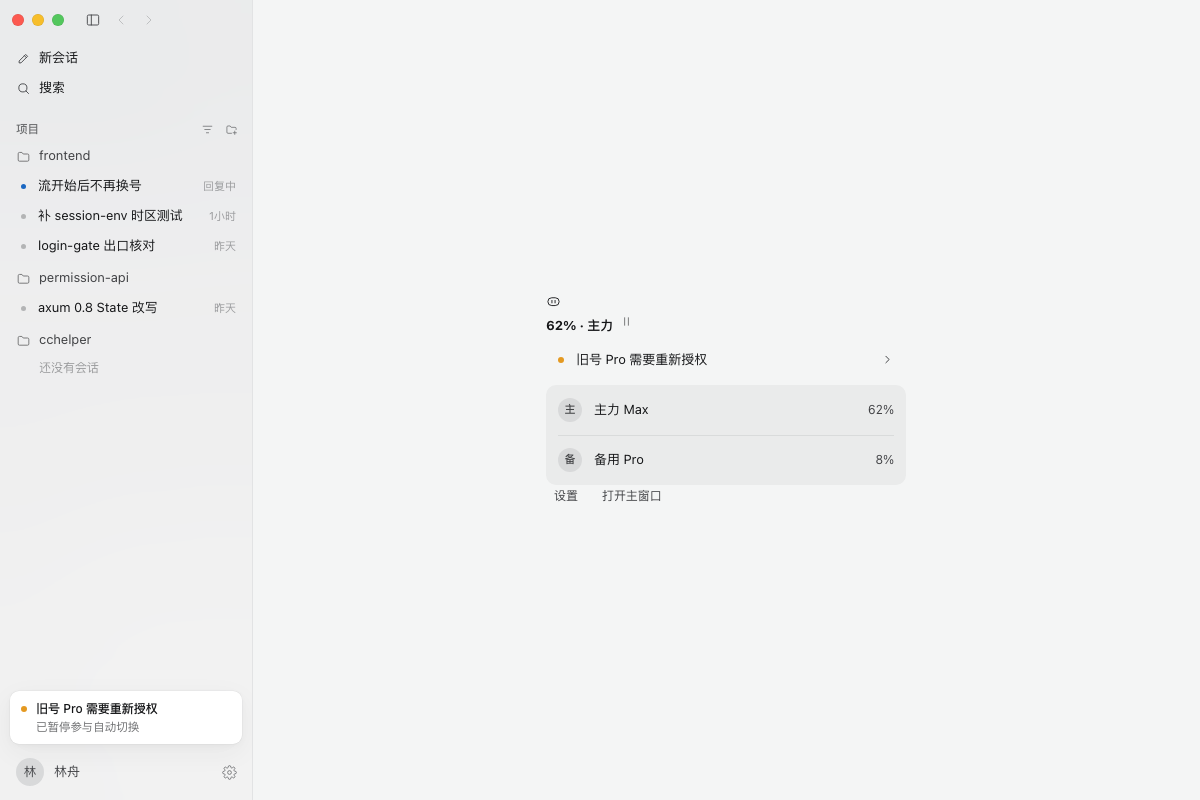 新会话
搜索
项目
frontend
流开始后不再换号 回复中
补 session-env 时区测试 1小时
login-gate 出口核对 昨天
permission-api
axum 0.8 State 改写 昨天
cchelper
还没有会话
旧号 Pro 需要重新授权
已暂停参与自动切换
林 林舟
62% · 主力
旧号 Pro 需要重新授权
主 主力 Max 62%
备 备用 Pro 8%
设置 打开主窗口